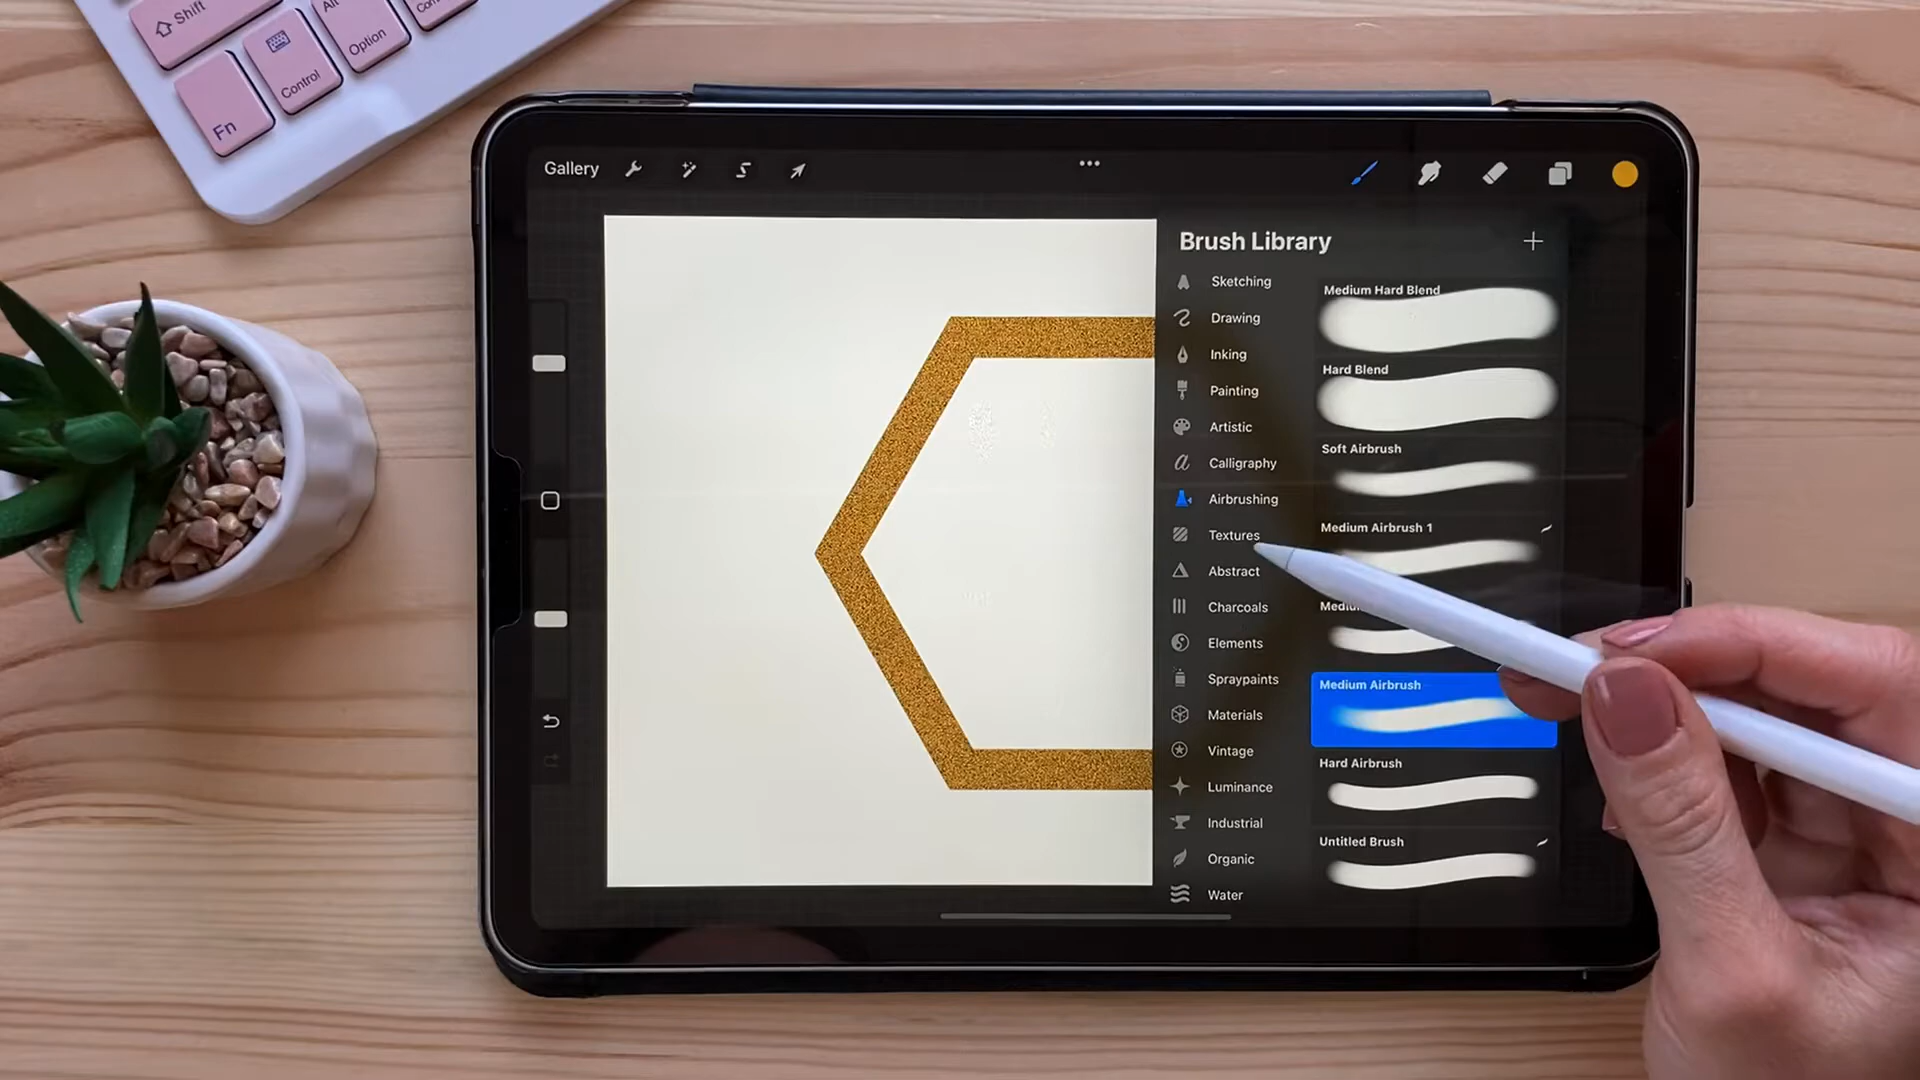 Shift
Alt
Com
Option
Control
Fn
Gallery
Brush Library
Sketching
Drawing
Inking
Painting
Artistic
Calligraphy
Airbrushing
Textures
Abstract
Charcoals
Elements
Spraypaints
Materials
Vintage
Luminance
Industrial
Organic
Water
Medium Hard Blend
Hard Blend
Soft Airbrush
Medium Airbrush 1
Medium Airbrush
Hard Airbrush
Untitled Brush